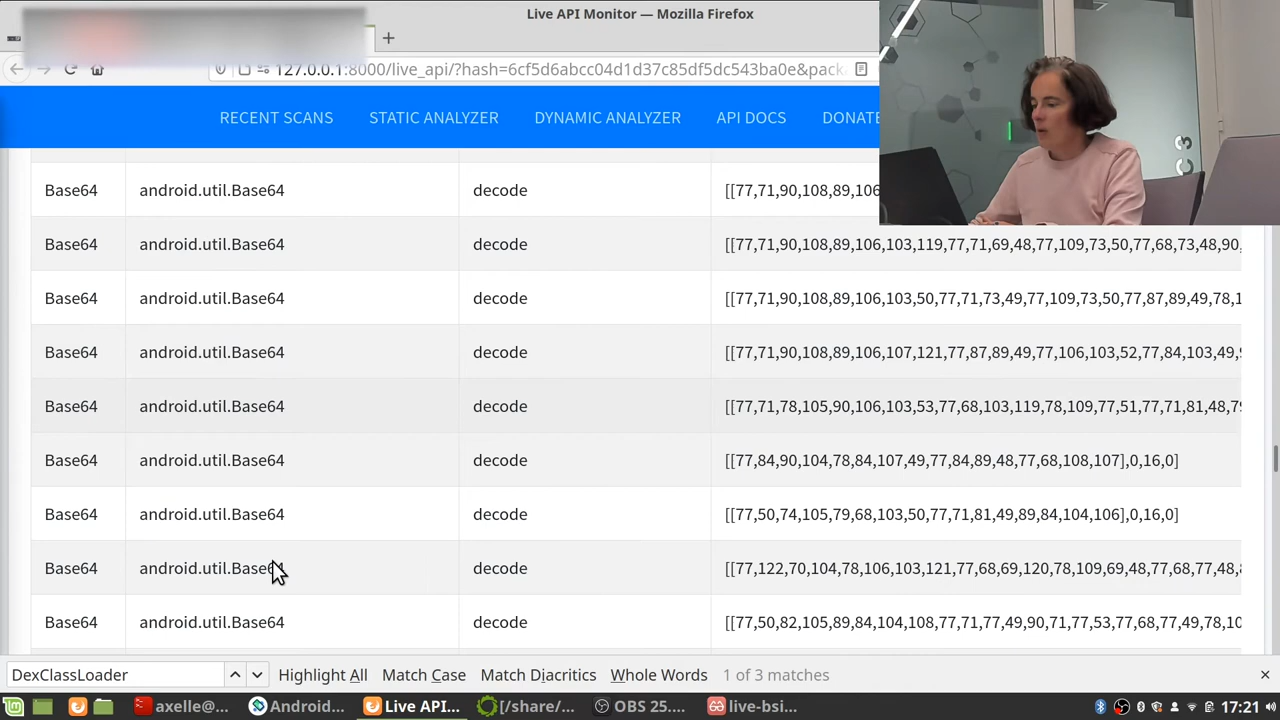 Live API Monitor — Mozilla Firefox
127.0.0.1:8000/live_api/?hash=6cf5d6abcc04d1d37c85df5dc543ba0e&pack
RECENT SCANS STATIC ANALYZER DYNAMIC ANALYZER API DOCS DONATE
C 3
Base64 android.util.Base64 decode [[77,71,90,108,89,106
Base64 android.util.Base64 decode [[77,71,90,108,89,106,103,119,77,71,69,48,77,109,73,50,77,68,73,48,90,
Base64 android.util.Base64 decode [[77,71,90,108,89,106,103,50,77,71,73,49,77,109,73,50,77,87,89,49,78,1
Base64 android.util.Base64 decode [[77,71,90,108,89,106,107,121,77,87,89,49,77,106,103,52,77,84,103,49,9
Base64 android.util.Base64 decode [[77,71,78,105,90,106,103,53,77,68,103,119,78,109,77,51,77,71,81,48,79
Base64 android.util.Base64 decode [[77,84,90,104,78,84,107,49,77,84,89,48,77,68,108,107],0,16,0]
Base64 android.util.Base64 decode [[77,50,74,105,79,68,103,50,77,71,81,49,89,84,104,106],0,16,0]
Base64 android.util.Base64 decode [[77,122,70,104,78,106,103,121,77,68,69,120,78,109,69,48,77,68,77,48,8
Base64 android.util.Base64 decode [[77,50,82,105,89,84,104,108,77,71,77,49,90,71,77,53,77,68,77,49,78,10
DexClassLoader Highlight All Match Case Match Diacritics Whole Words 1 of 3 matches
axelle@... Android... Live API... [/share/... OBS 25.... live-bsi... 17:21